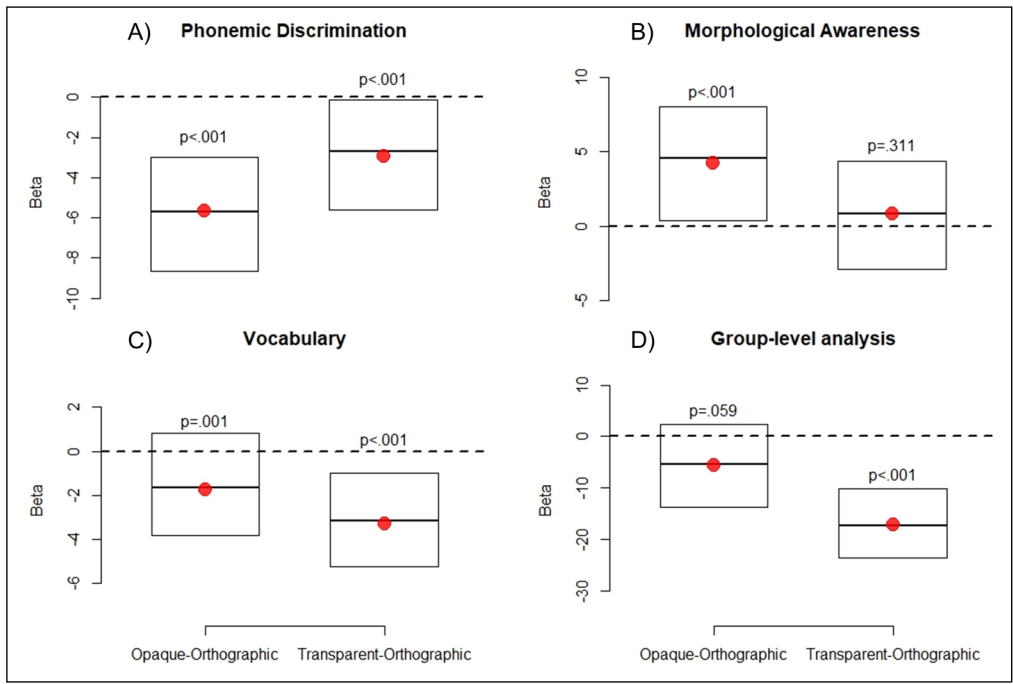 A) Phonemic Discrimination
0
-2
-4
-6
-8
-10
Beta
p<.001
p<.001
B) Morphological Awareness
10
5
0
-5
Beta
p<.001
p=.311
C) Vocabulary
2
0
-2
-4
-6
Beta
p=.001
p<.001
Opaque-Orthographic Transparent-Orthographic
D) Group-level analysis
10
0
-10
-20
-30
Beta
p=.059
p<.001
Opaque-Orthographic Transparent-Orthographic